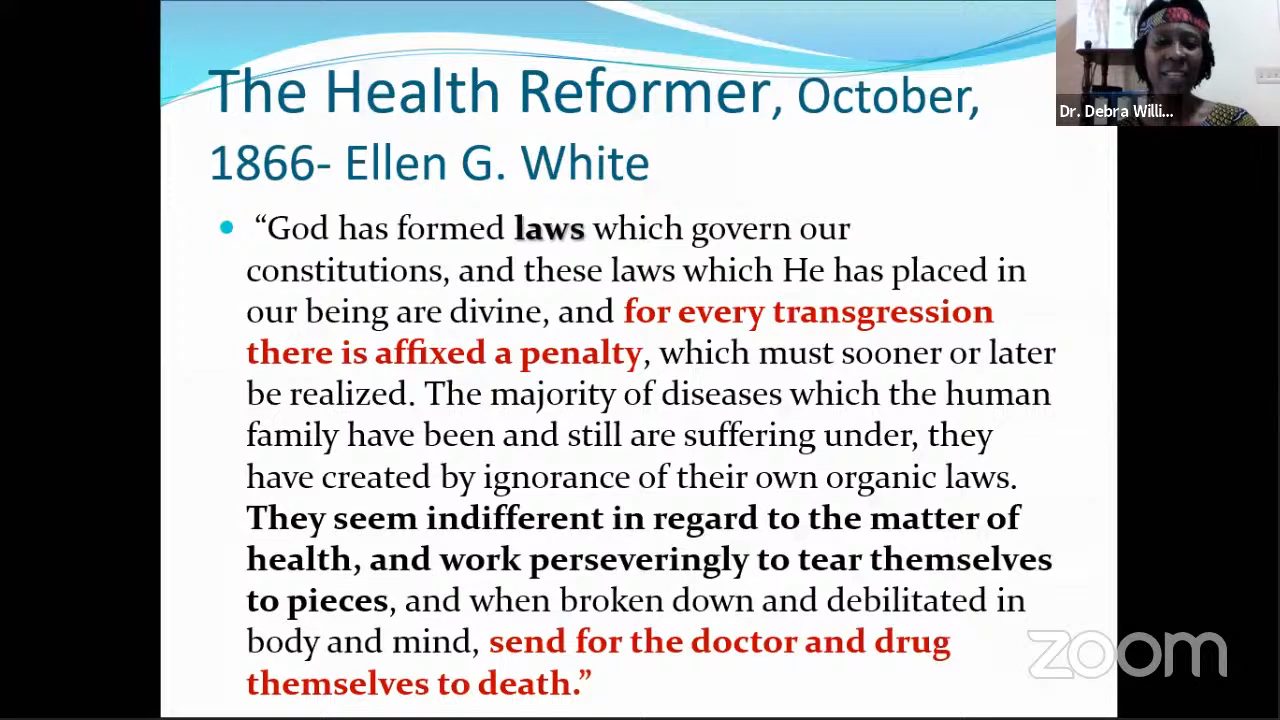 The Health Reformer, October,
1866- Ellen G. White
“God has formed laws which govern our
constitutions, and these laws which He has placed in
our being are divine, and for every transgression
there is affixed a penalty, which must sooner or later
be realized. The majority of diseases which the human
family have been and still are suffering under, they
have created by ignorance of their own organic laws.
They seem indifferent in regard to the matter of
health, and work perseveringly to tear themselves
to pieces, and when broken down and debilitated in
body and mind, send for the doctor and drug
themselves to death.”
Dr. Debra Willi...
zoom